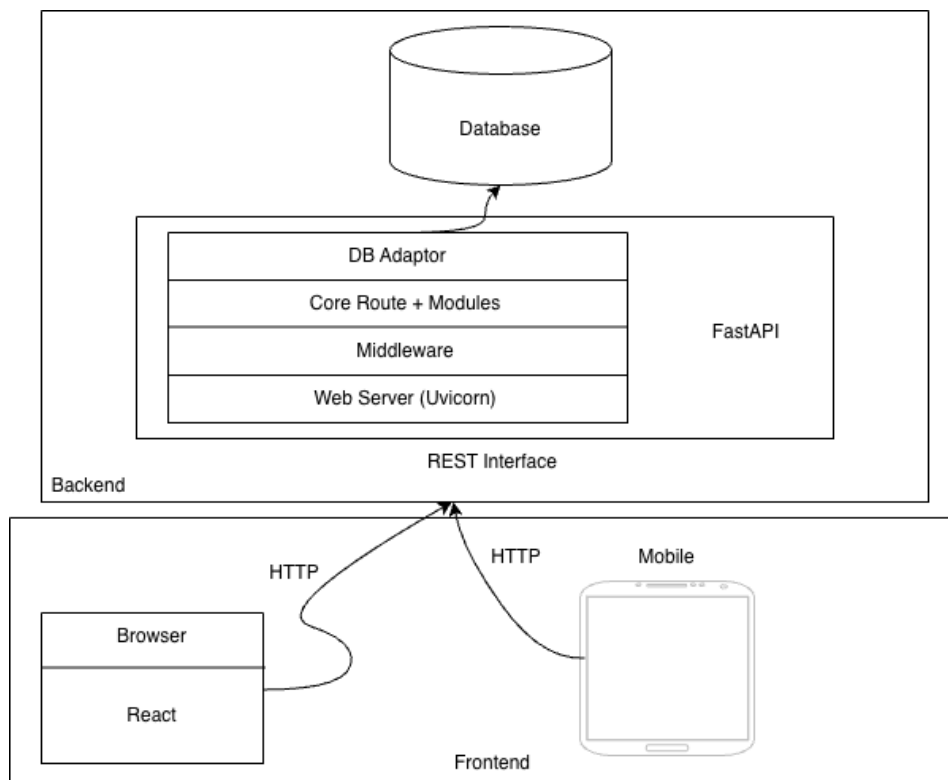 Database
DB Adaptor
Core Route + Modules
Middleware
Web Server (Uvicorn)
FastAPI
REST Interface
Backend
HTTP
HTTP
Mobile
Browser
React
Frontend